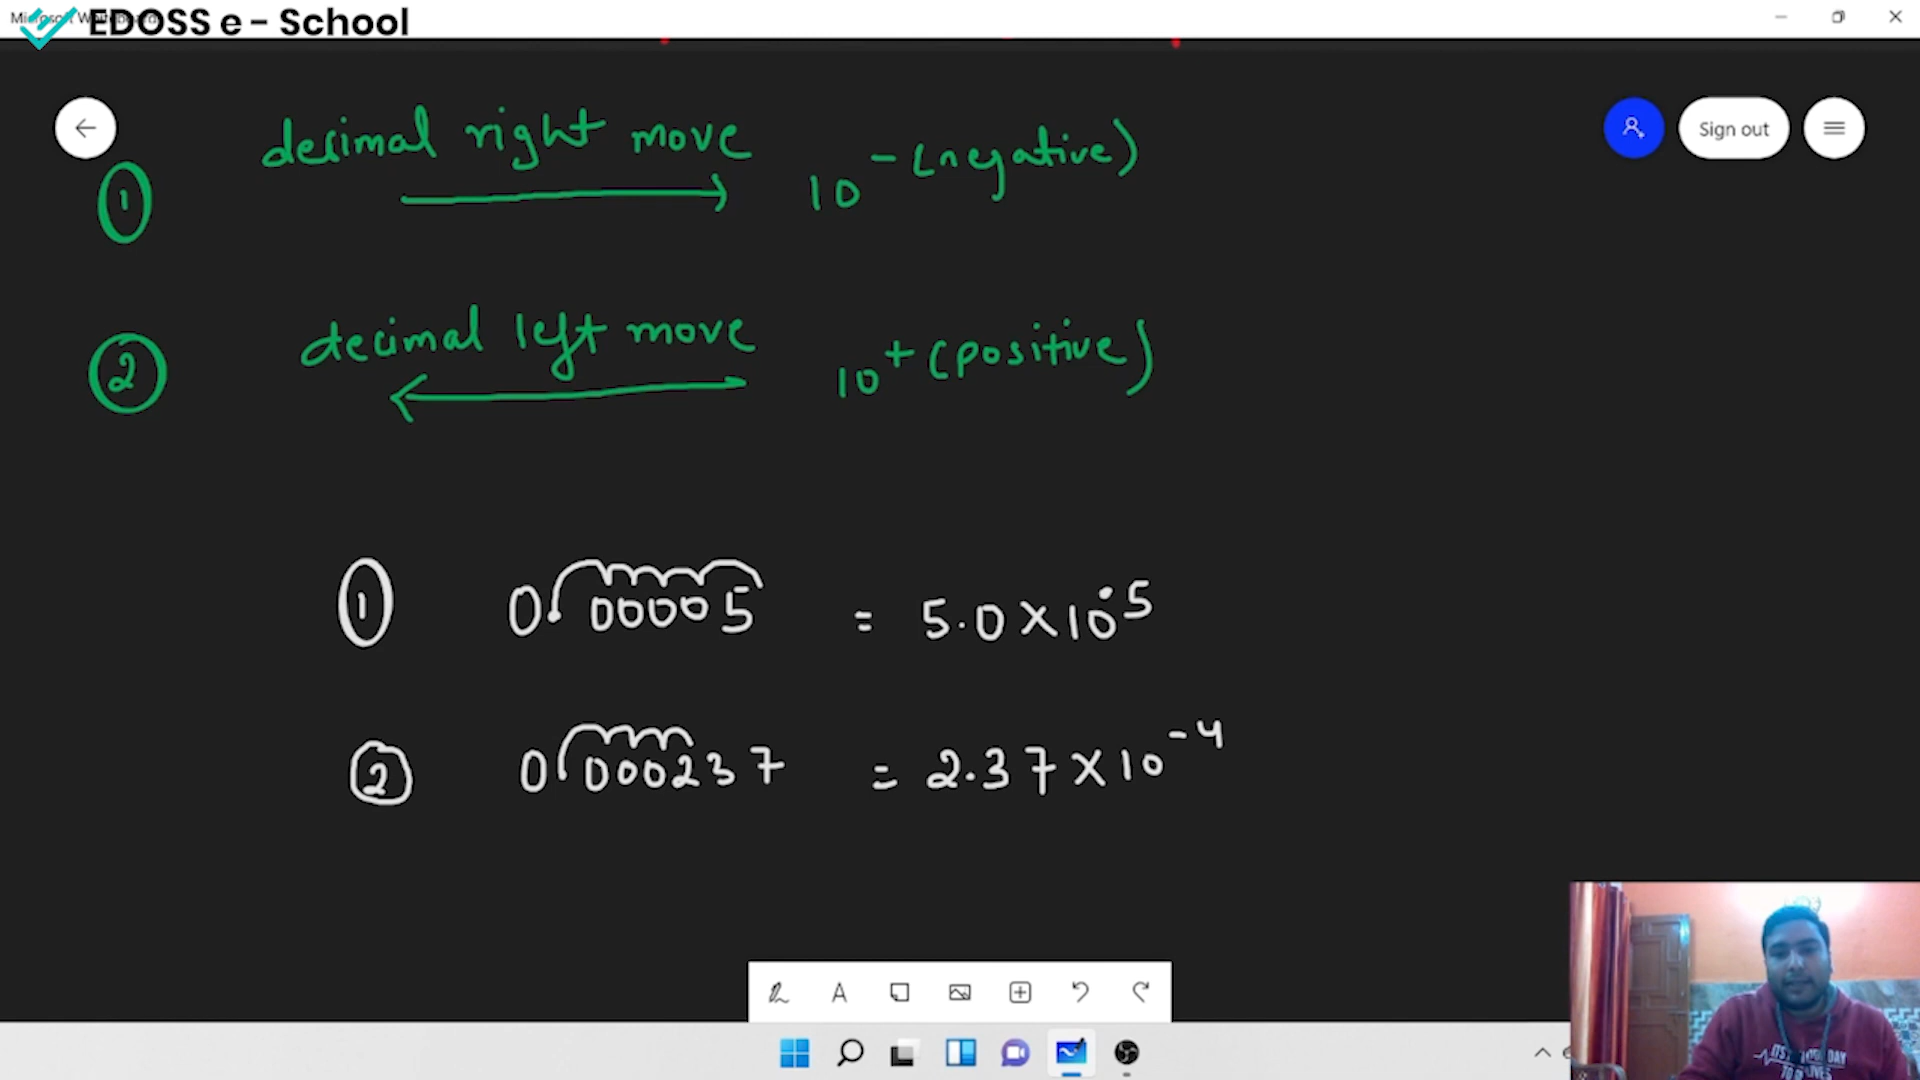 EDOSS e - School
Sign out
decimal right move 10^-(negative)
①
decimal left move 10^+(positive)
②
① 0.00005 = 5.0 × 10^-5
② 0.000237 = 2.37 × 10^-4